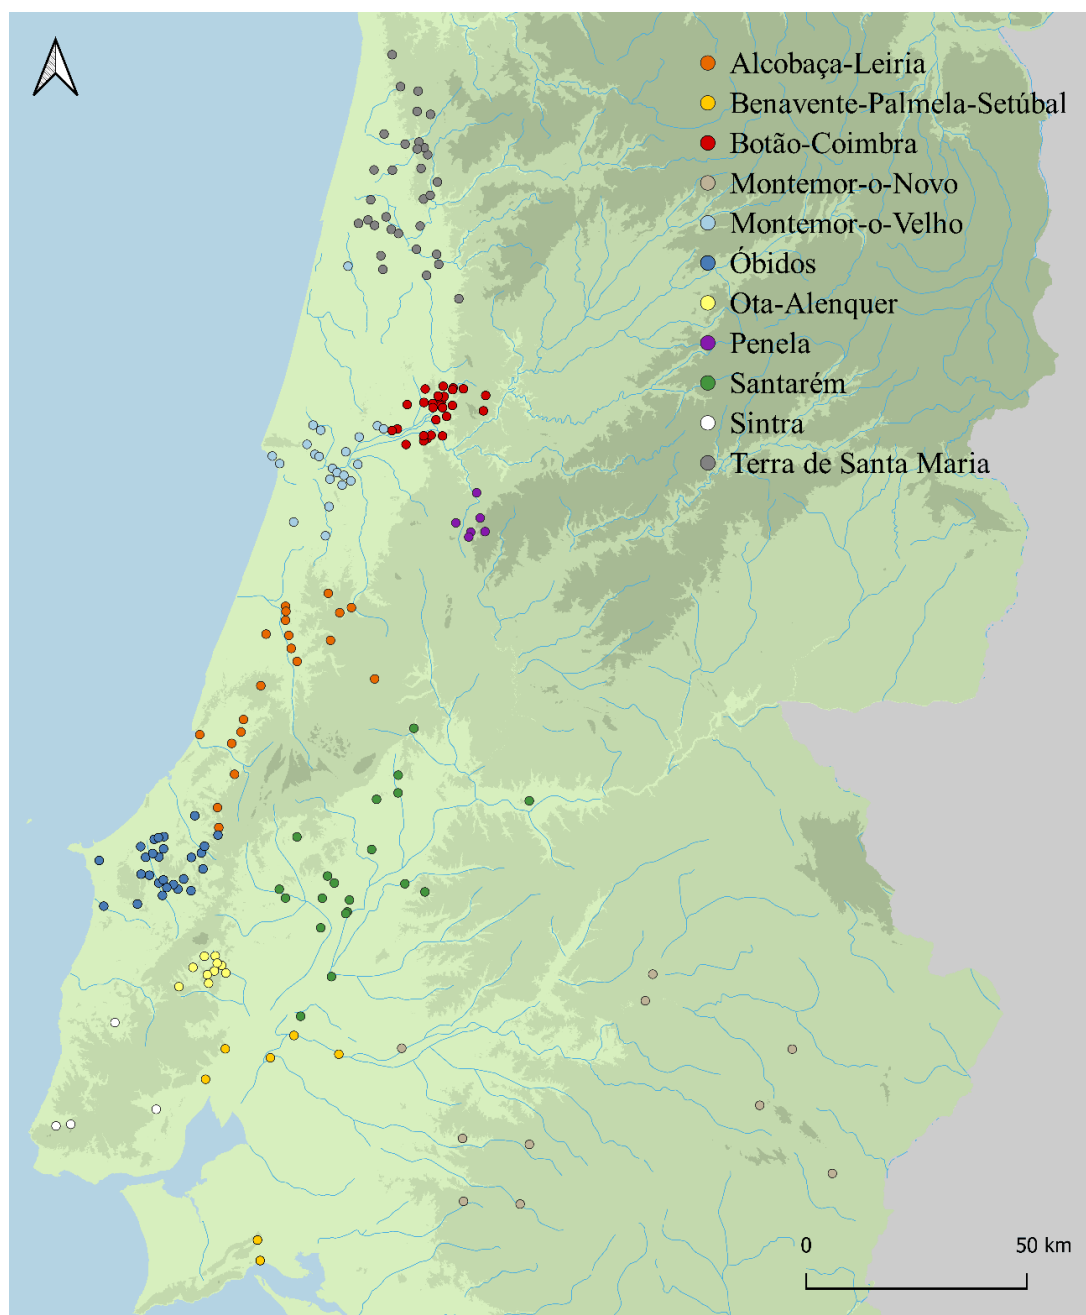 Alcobaça-Leiria
Benavente-Palmela-Setúbal
Botão-Coimbra
Montemor-o-Novo
Montemor-o-Velho
Óbidos
Ota-Alenquer
Penela
Santarém
Sintra
Terra de Santa Maria
0 50 km